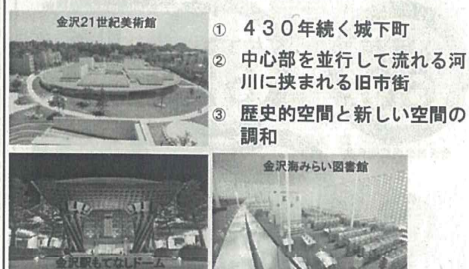 金沢21世紀美術館
① 430年続く城下町
② 中心部を並行して流れる河
川に挟まれる旧市街
③ 歴史的空間と新しい空間の
調和
金沢海みらい図書館
金沢駅もてなしドーム